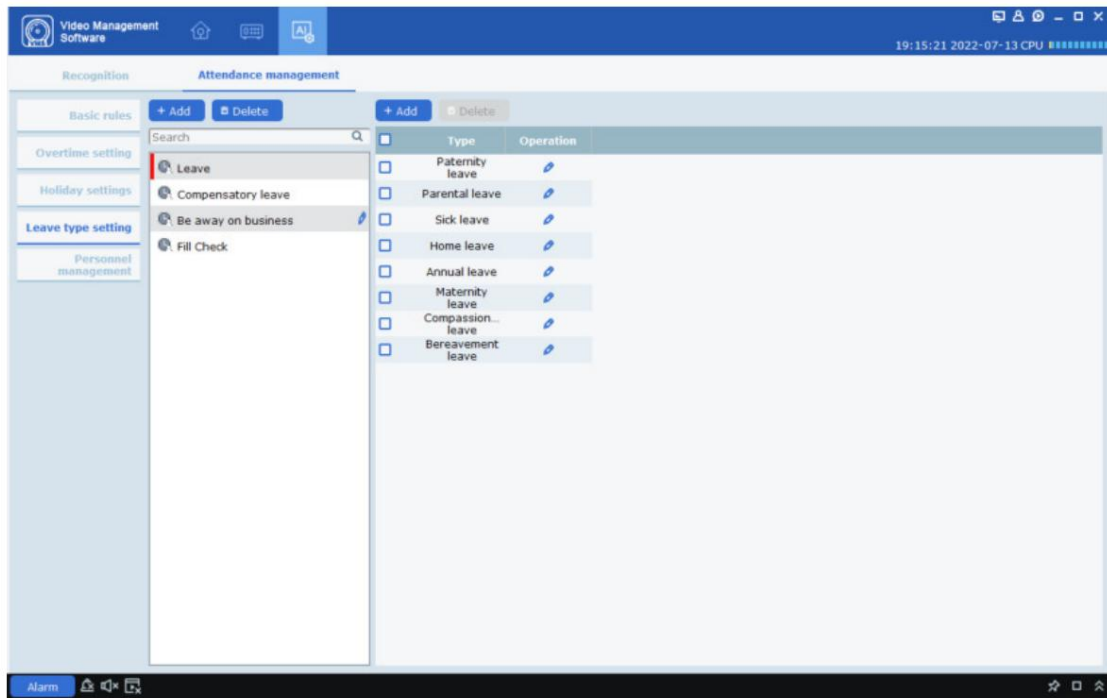 Video Management
Software
19:15:21 2022-07-13 CPU
Recognition
Attendance management
Basic rules
Overtime setting
Holiday settings
Leave type setting
Personnel
management
+ Add
Delete
Search
Leave
Compensatory leave
Be away on business
Fill Check
+ Add
Delete
Type
Operation
Paternity
leave
Parental leave
Sick leave
Home leave
Annual leave
Maternity
leave
Compassion...
leave
Bereavement
leave
Alarm